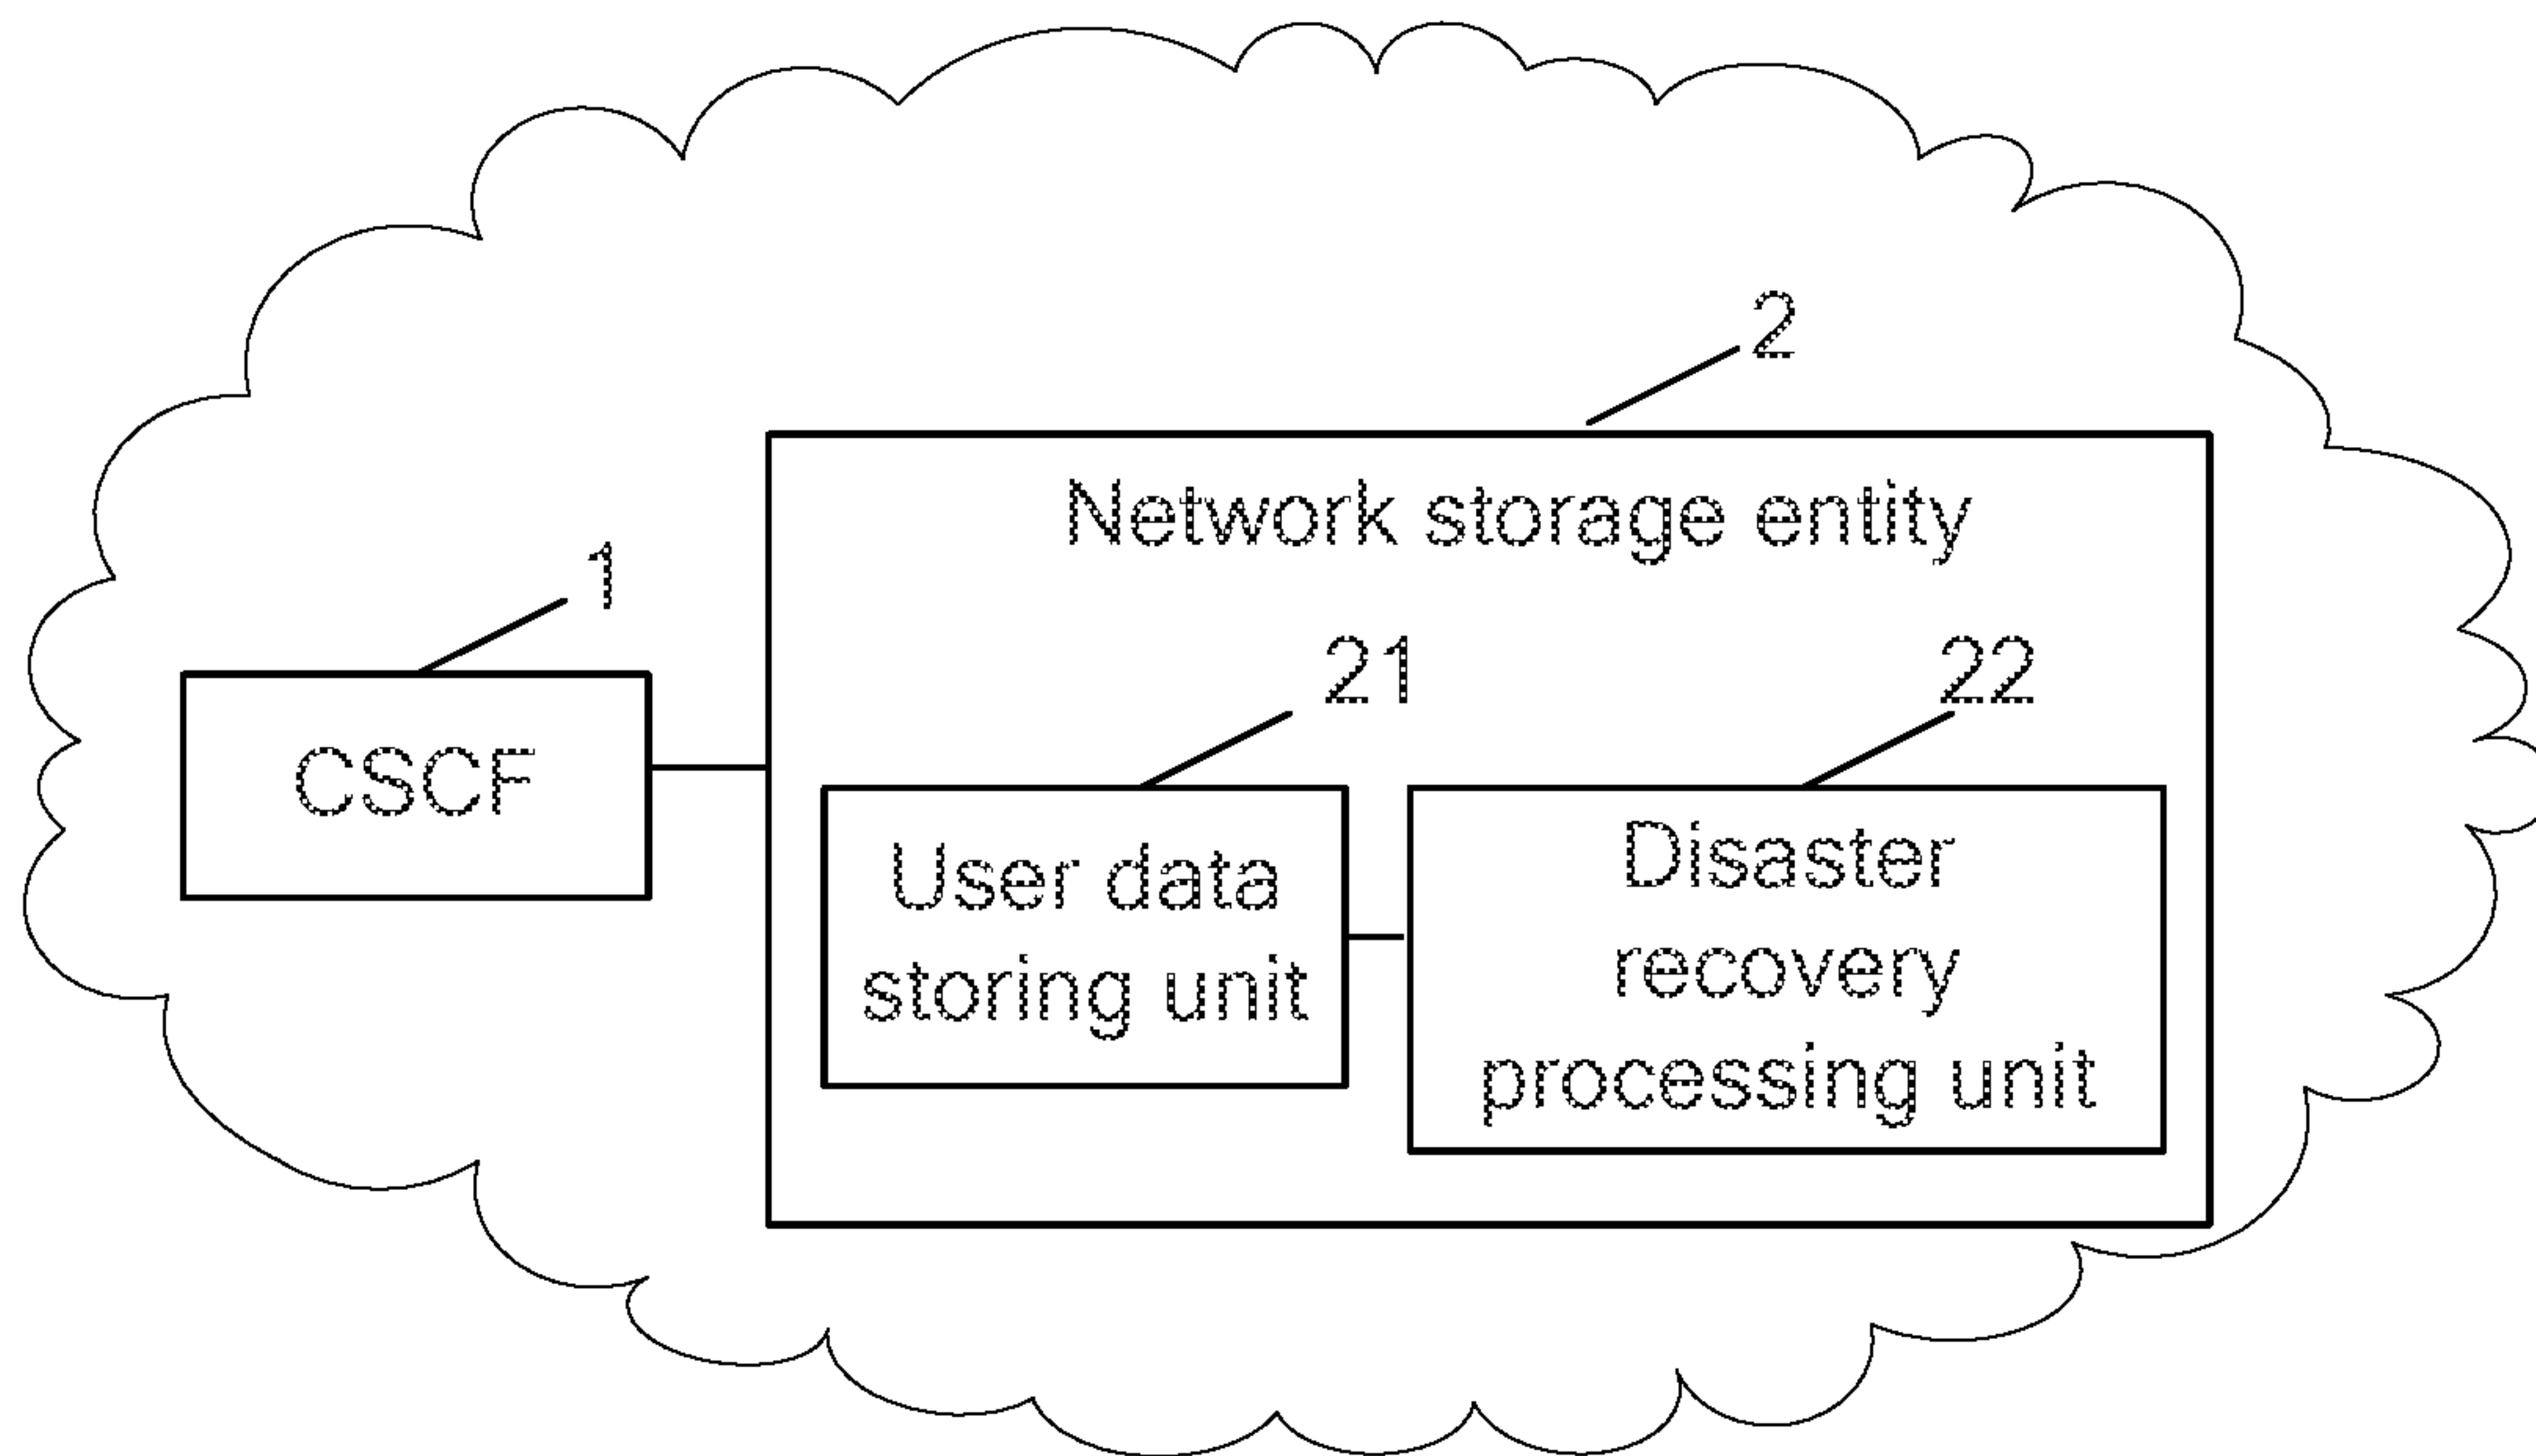 2
Network storage entity
1
21
22
CSCF
User data
storing unit
Disaster
recovery
processing unit